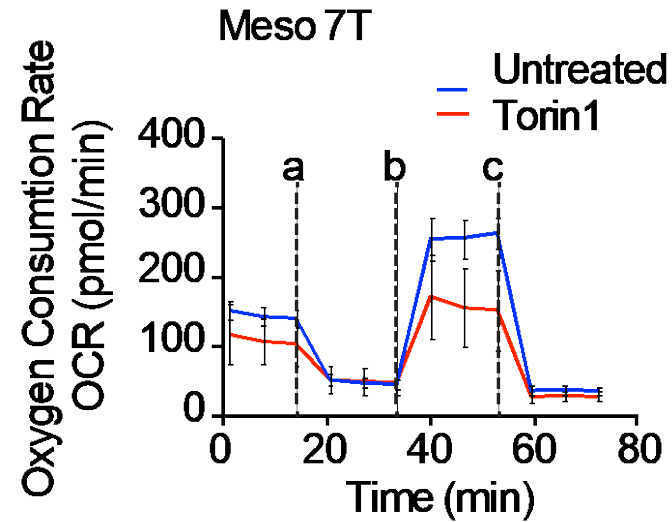 Meso 7T
Untreated
Torin1
Oxygen Consumtion Rate
OCR (pmol/min)
400
300
200
100
0
a
b
c
0 20 40 60 80
Time (min)